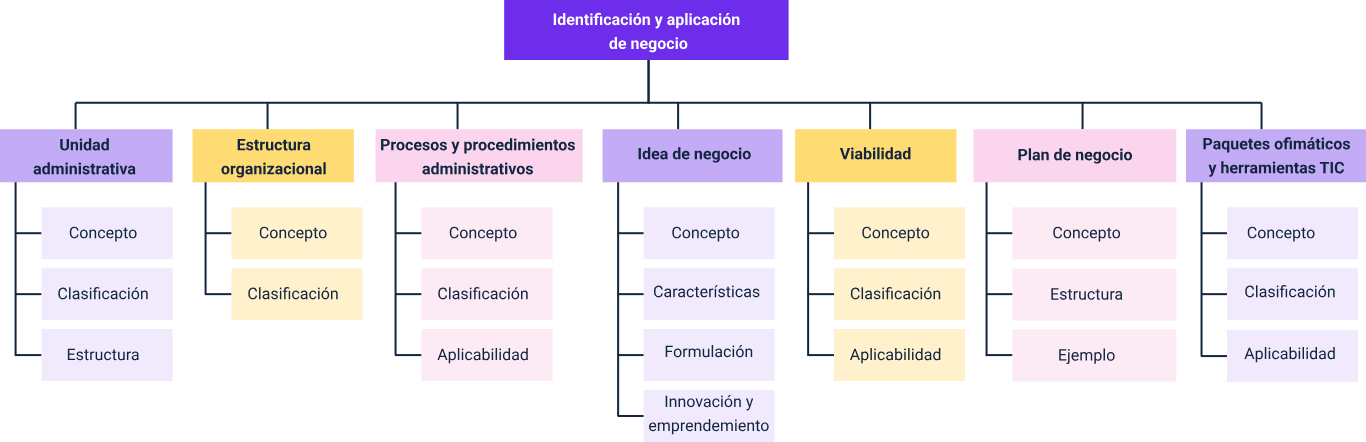 Identificación y aplicación
de negocio
Unidad
administrativa
Concepto
Clasificación
Estructura
Estructura
organizacional
Concepto
Clasificación
Procesos y procedimientos
administrativos
Concepto
Clasificación
Aplicabilidad
Idea de negocio
Concepto
Características
Formulación
Innovación y
emprendimiento
Viabilidad
Concepto
Clasificación
Aplicabilidad
Plan de negocio
Concepto
Estructura
Ejemplo
Paquetes ofimáticos
y herramientas TIC
Concepto
Clasificación
Aplicabilidad